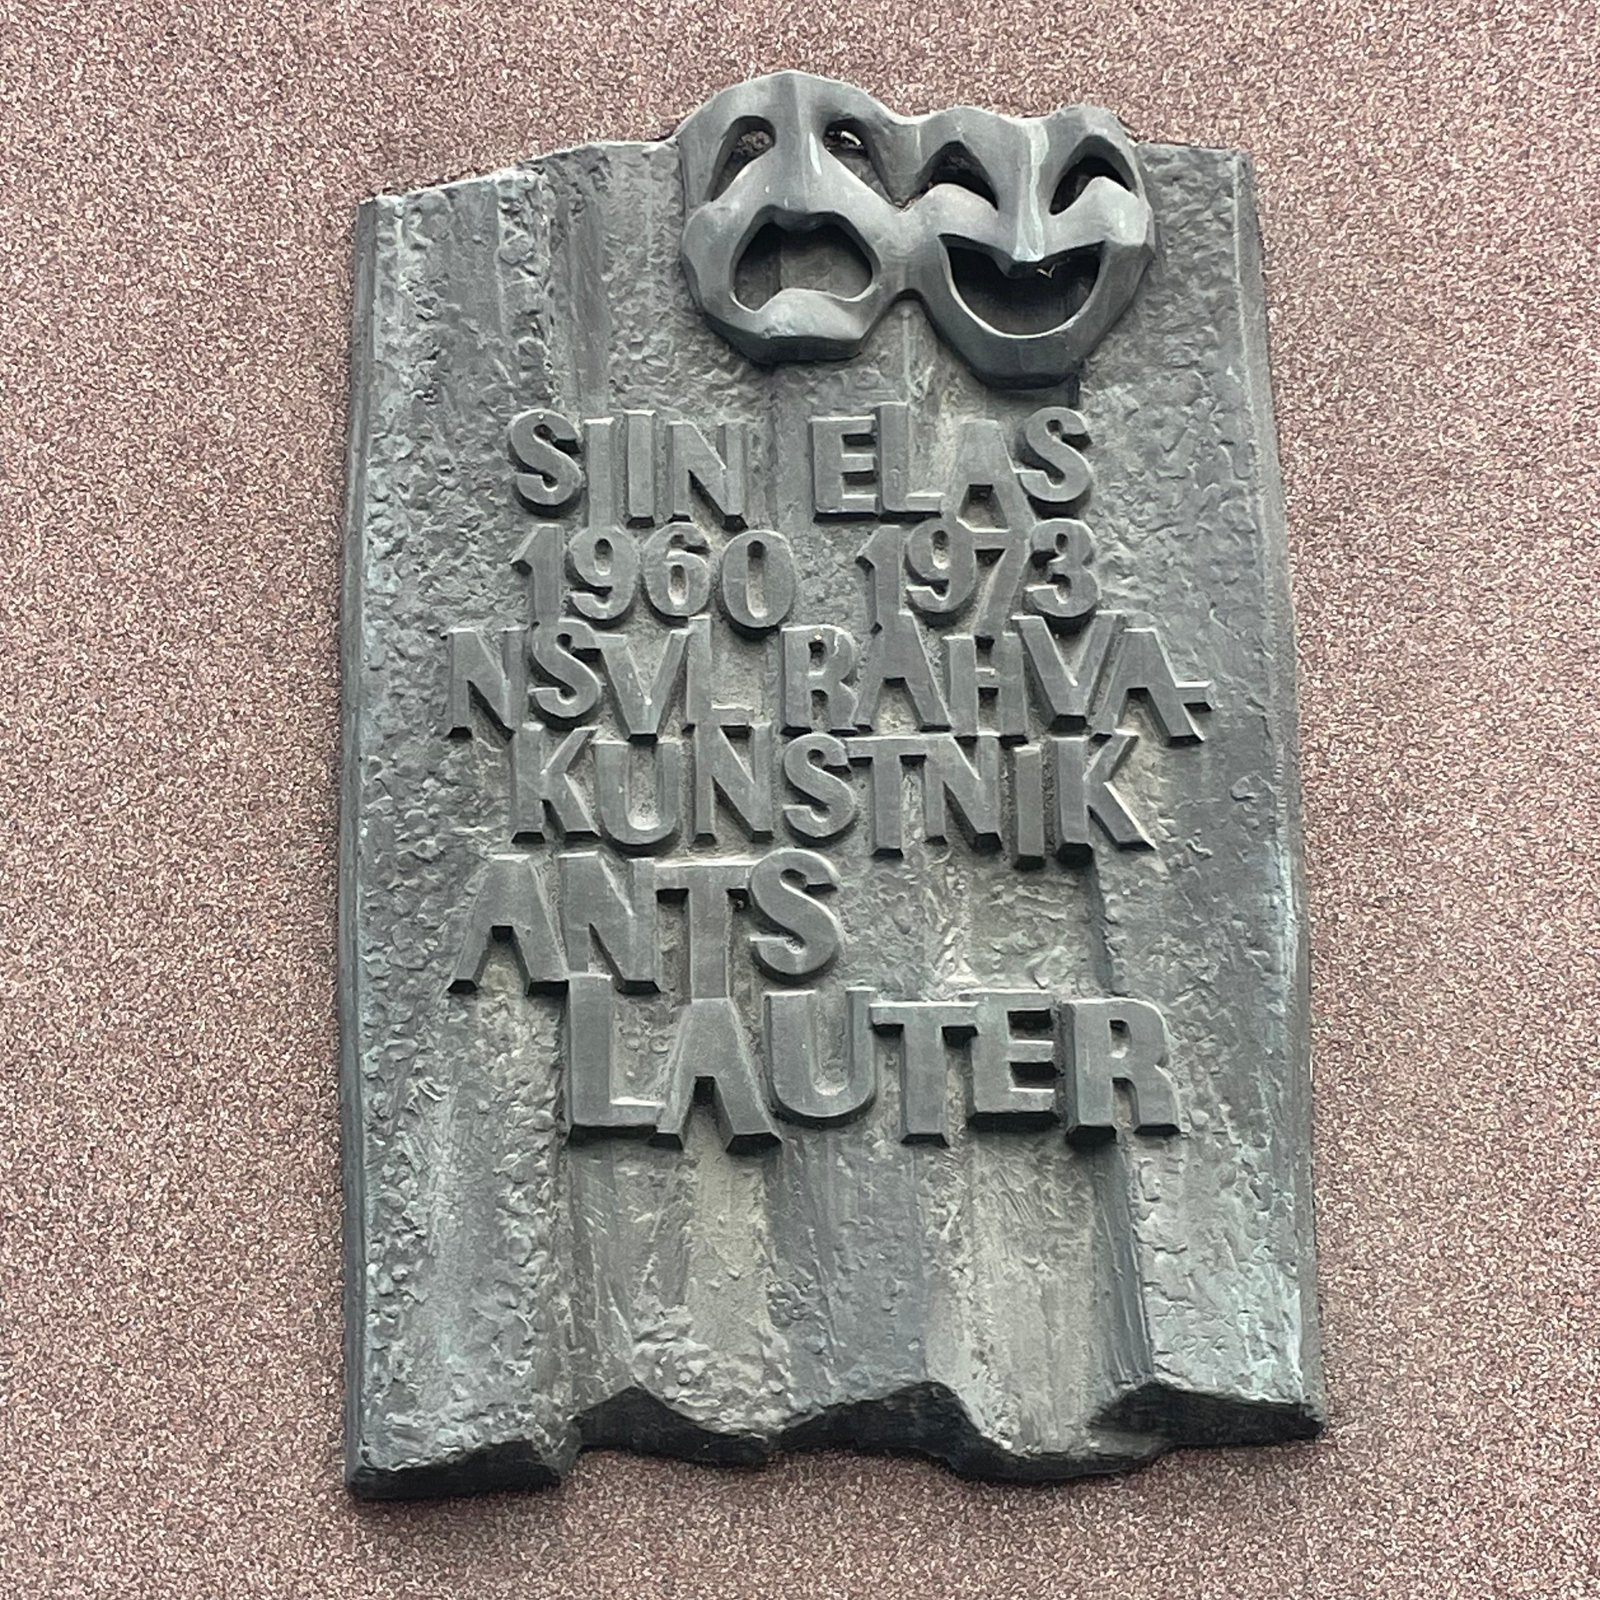 SIIN ELAS
1960 1973
NSVL RAHVA-
KUNSTNIK
ANTS
LAUTER